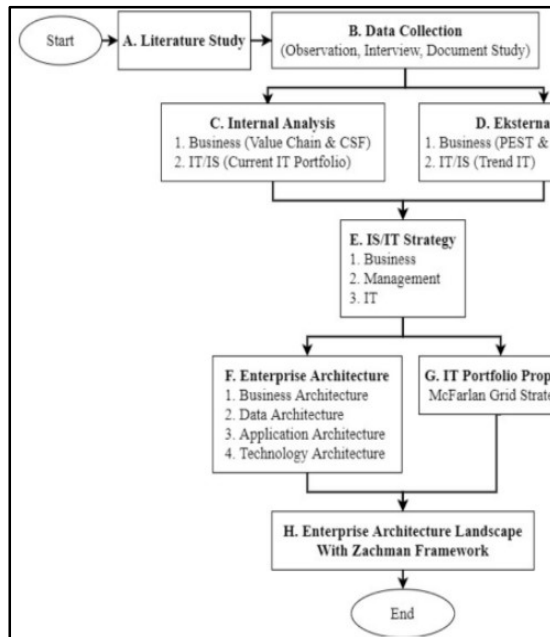 Start
A. Literature Study
B. Data Collection
(Observation, Interview, Document Study)
C. Internal Analysis
1. Business (Value Chain & CSF)
2. IT/IS (Current IT Portfolio)
D. Eksterna
1. Business (PEST &
2. IT/IS (Trend IT)
E. IS/IT Strategy
1. Business
2. Management
3. IT
F. Enterprise Architecture
1. Business Architecture
2. Data Architecture
3. Application Architecture
4. Technology Architecture
G. IT Portfolio Prop
McFarlan Grid Strate
H. Enterprise Architecture Landscape
With Zachman Framework
End